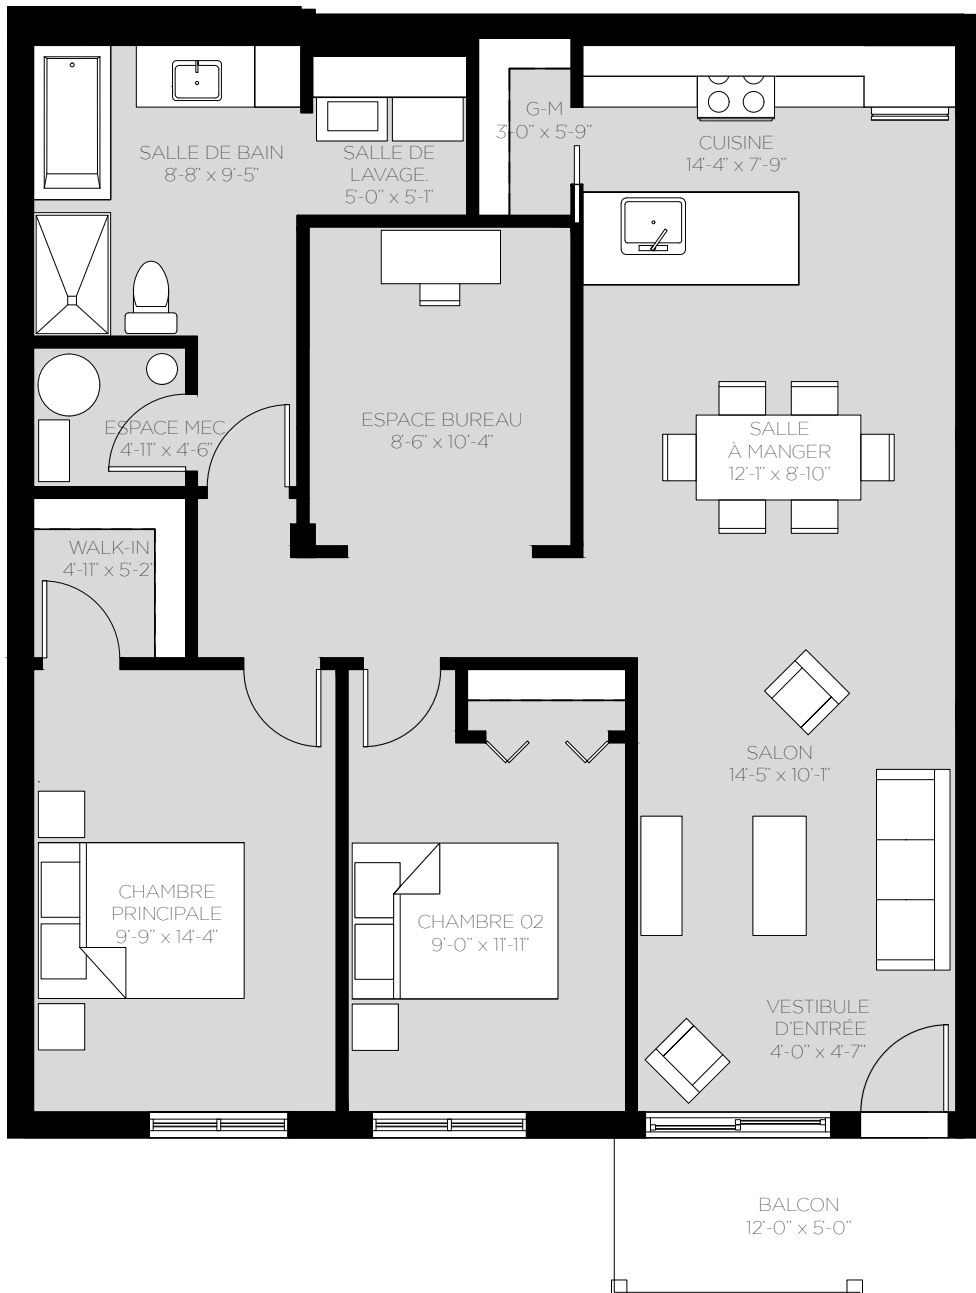 G-M
3'-0" x 5'-9"
CUISINE
14'-4" x 7'-9"
SALLE DE BAIN
8'-8" x 9'-5"
SALLE DE
LAVAGE.
5'-0" x 5'-1"
ESPACE MEC
4'-11" x 4'-6"
ESPACE BUREAU
8'-6" x 10'-4"
SALLE
À MANGER
12'-1" x 8'-10"
WALK-IN
4'-11" x 5'-2"
SALON
14'-5" x 10'-1"
CHAMBRE
PRINCIPALE
9'-9" x 14'-4"
CHAMBRE 02
9'-0" x 11'-11"
VESTIBULE
D'ENTRÉE
4'-0" x 4'-7"
BALCON
12'-0" x 5'-0"